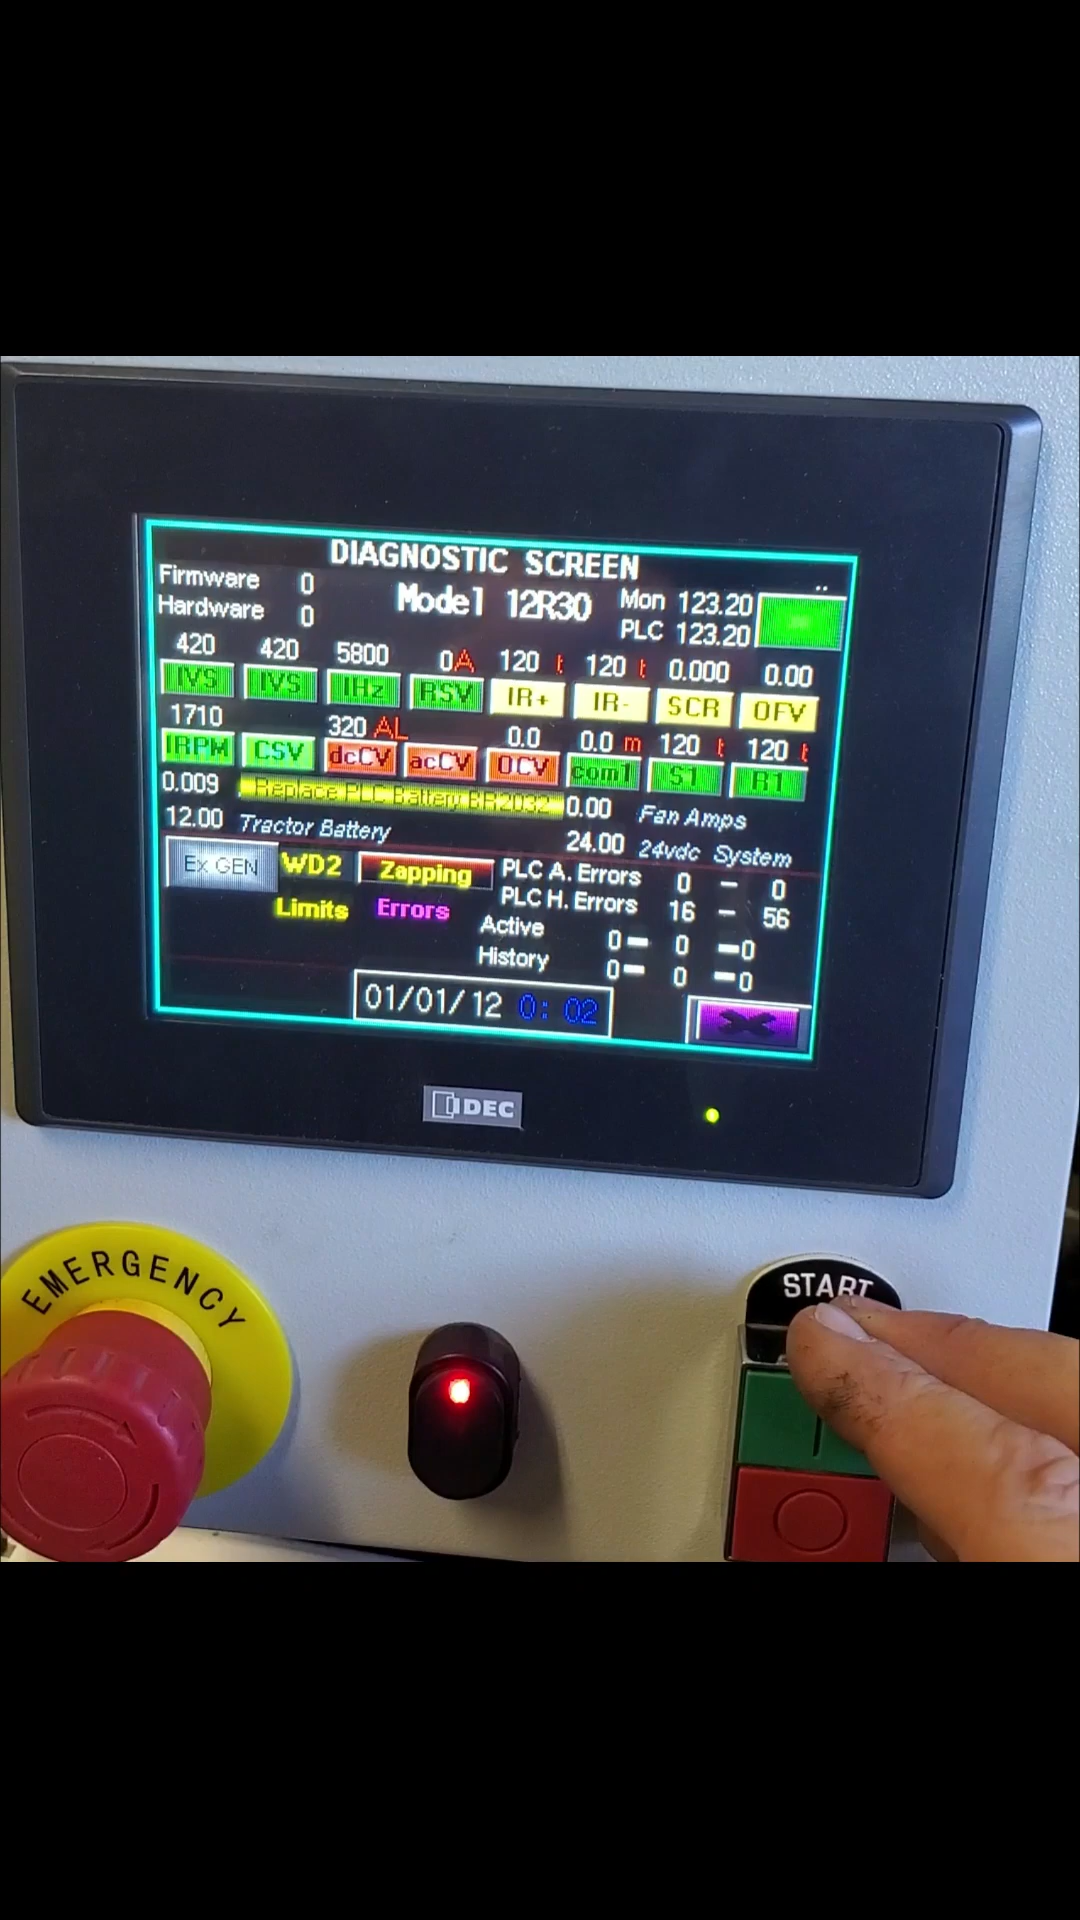 DIAGNOSTIC SCREEN
Firmware 0
Hardware 0
Model 12R30
Mon 123.20
PLC 123.20
420 420 5800 0A 120 t 120 t 0.000 0.00
IVS IVS IHz RSV IR+ IR- SCR OFV
1710 320 AL 0.0 0.0 m 120 t 120 t
IRPM CSV dcCV acCV OCV com1 S1 R1
0.009 Replace PLC Battery BR2032 0.00 Fan Amps
12.00 Tractor Battery 24.00 24vdc System
Ex GEN WD2 Zapping PLC A. Errors 0 - 0
PLC H. Errors 16 - 56
Limits Errors
Active 0- 0 -0
History 0- 0 -0
01/01/12 0: 02
IDEC
EMERGENCY
START